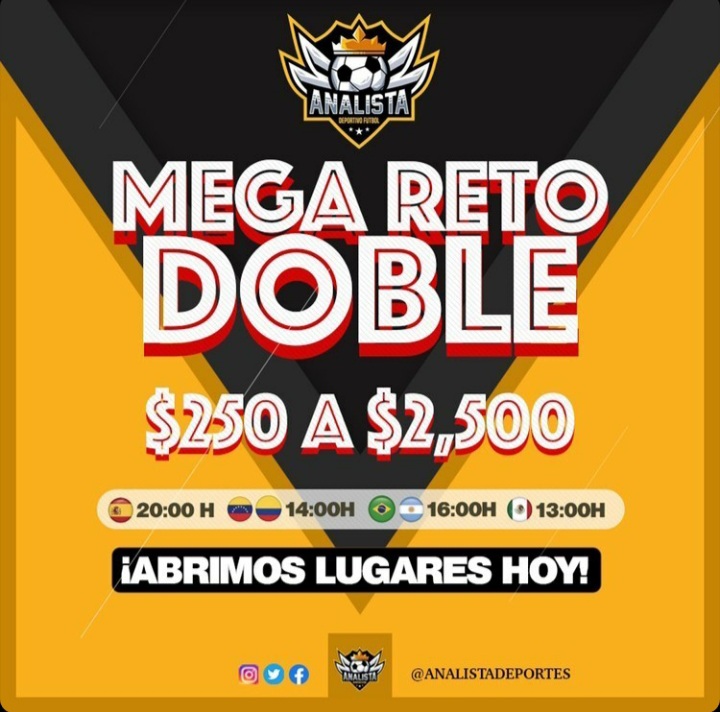 ANALISTA
DEPORTIVO FUTBOL
MEGA RETO
DOBLE
$250 A $2,500
20:00 H 14:00H 16:00H 13:00H
¡ABRIMOS LUGARES HOY!
ANALISTA
@ANALISTADEPORTES